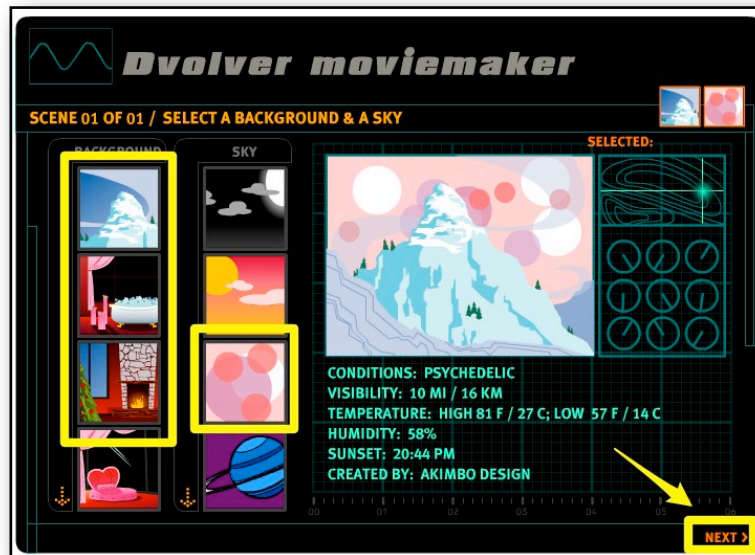 Dvolver moviemaker
SCENE 01 OF 01 / SELECT A BACKGROUND & A SKY
SELECTED:
BACKGROUND
SKY
CONDITIONS: PSYCHEDELIC
VISIBILITY: 10 MI / 16 KM
TEMPERATURE: HIGH 81 F / 27 C; LOW 57 F / 14 C
HUMIDITY: 58%
SUNSET: 20:44 PM
CREATED BY: AKIMBO DESIGN
00 01 02 03 04 05 06
NEXT >